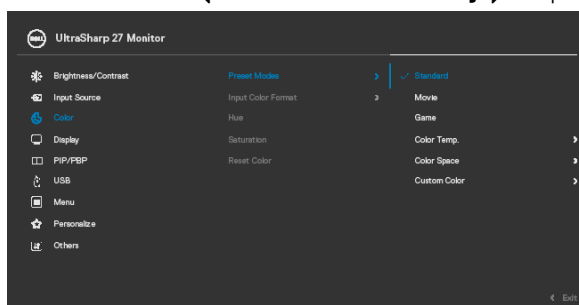 DELL UltraSharp 27 Monitor
Brightness/Contrast Preset Modes Standard
Input Source Input Color Format Movie
Color Hue Game
Display Saturation Color Temp.
PIP/PBP Reset Color Color Space
USB Custom Color
Menu
Personalize
Others
Exit